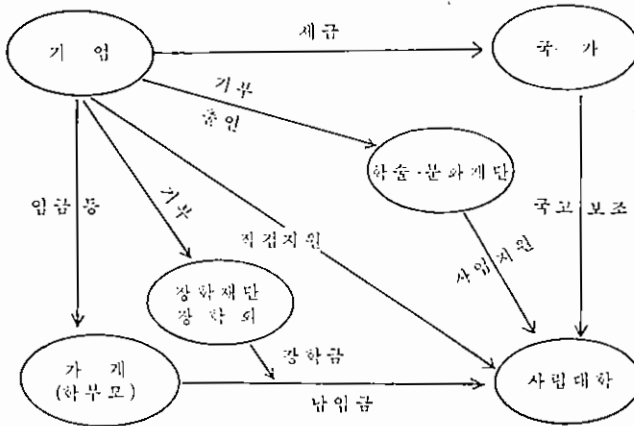 세금
기 업
국 가
기부
출연
학술·문화재단
임금등
기부
직접지원
국고보조
사업지원
장학재단
장 학 회
장학금
가 계
(학부모)
사립대학
납입금